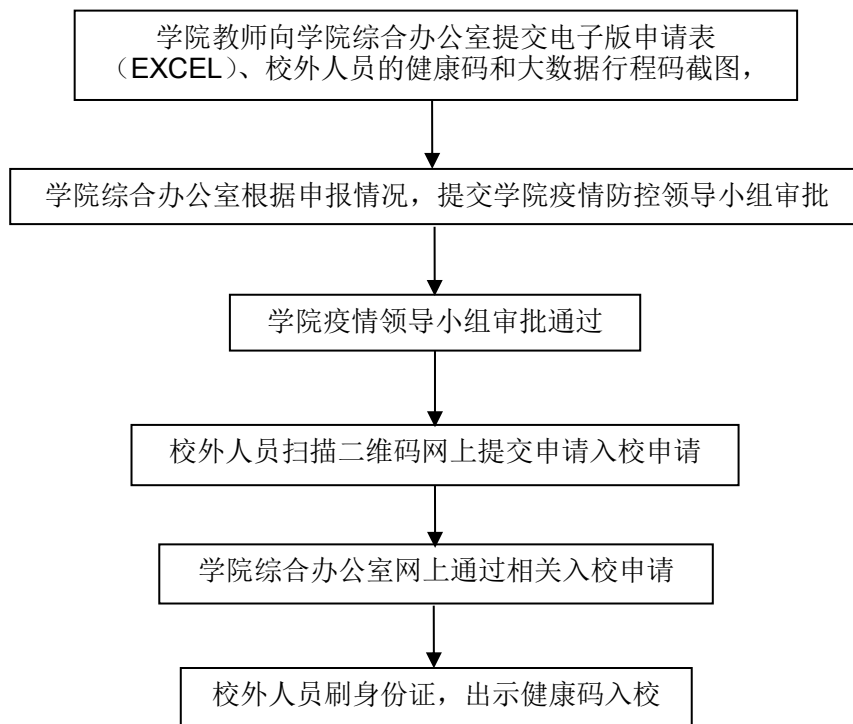 学院教师向学院综合办公室提交电子版申请表
（EXCEL）、校外人员的健康码和大数据行程码截图，
学院综合办公室根据申报情况，提交学院疫情防控领导小组审批
学院疫情领导小组审批通过
校外人员扫描二维码网上提交申请入校申请
学院综合办公室网上通过相关入校申请
校外人员刷身份证，出示健康码入校